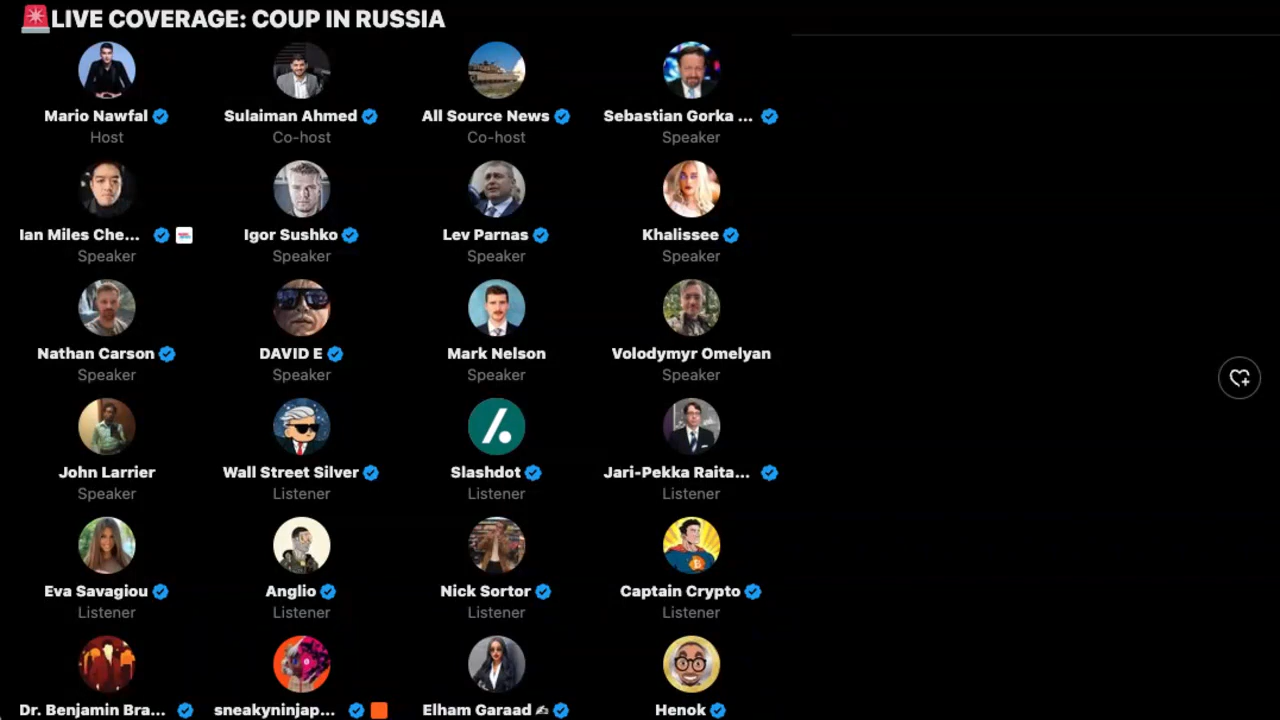 🚨LIVE COVERAGE: COUP IN RUSSIA
Mario Nawfal Sulaiman Ahmed All Source News Sebastian Gorka ...
Host Co-host Co-host Speaker
Ian Miles Che... Igor Sushko Lev Parnas Khalissee
Speaker Speaker Speaker Speaker
Nathan Carson DAVID E Mark Nelson Volodymyr Omelyan
Speaker Speaker Speaker Speaker
John Larrier Wall Street Silver Slashdot Jari-Pekka Raita...
Speaker Listener Listener Listener
Eva Savagiou Anglio Nick Sortor Captain Crypto
Listener Listener Listener Listener
Dr. Benjamin Bra... sneakyninjap... Elham Garaad ✍ Henok